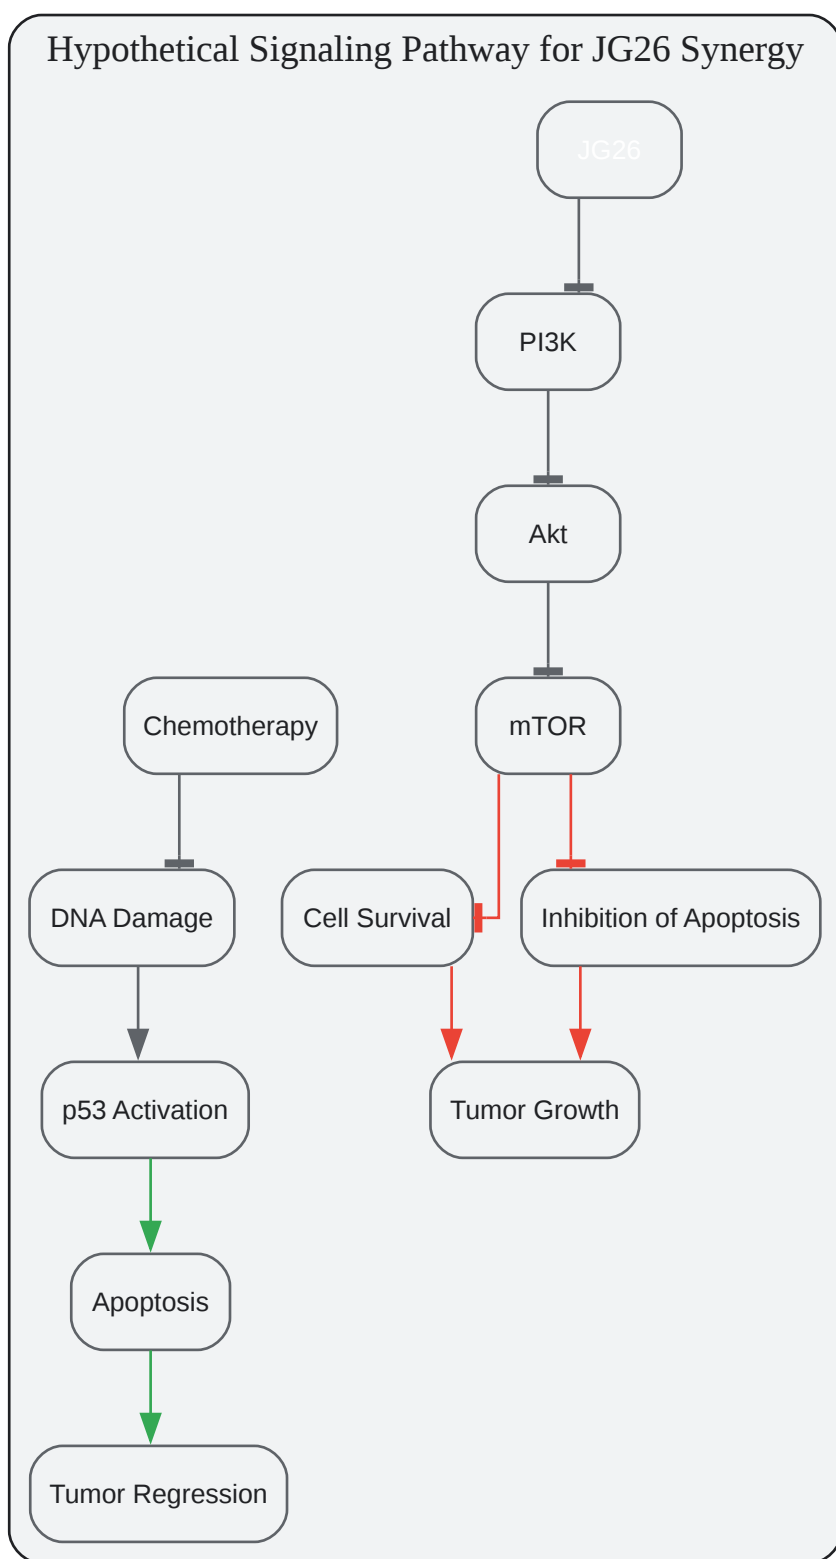 Hypothetical Signaling Pathway for JG26 Synergy
JG26
PI3K
Akt
Chemotherapy
mTOR
DNA Damage
Cell Survival
Inhibition of Apoptosis
p53 Activation
Tumor Growth
Apoptosis
Tumor Regression